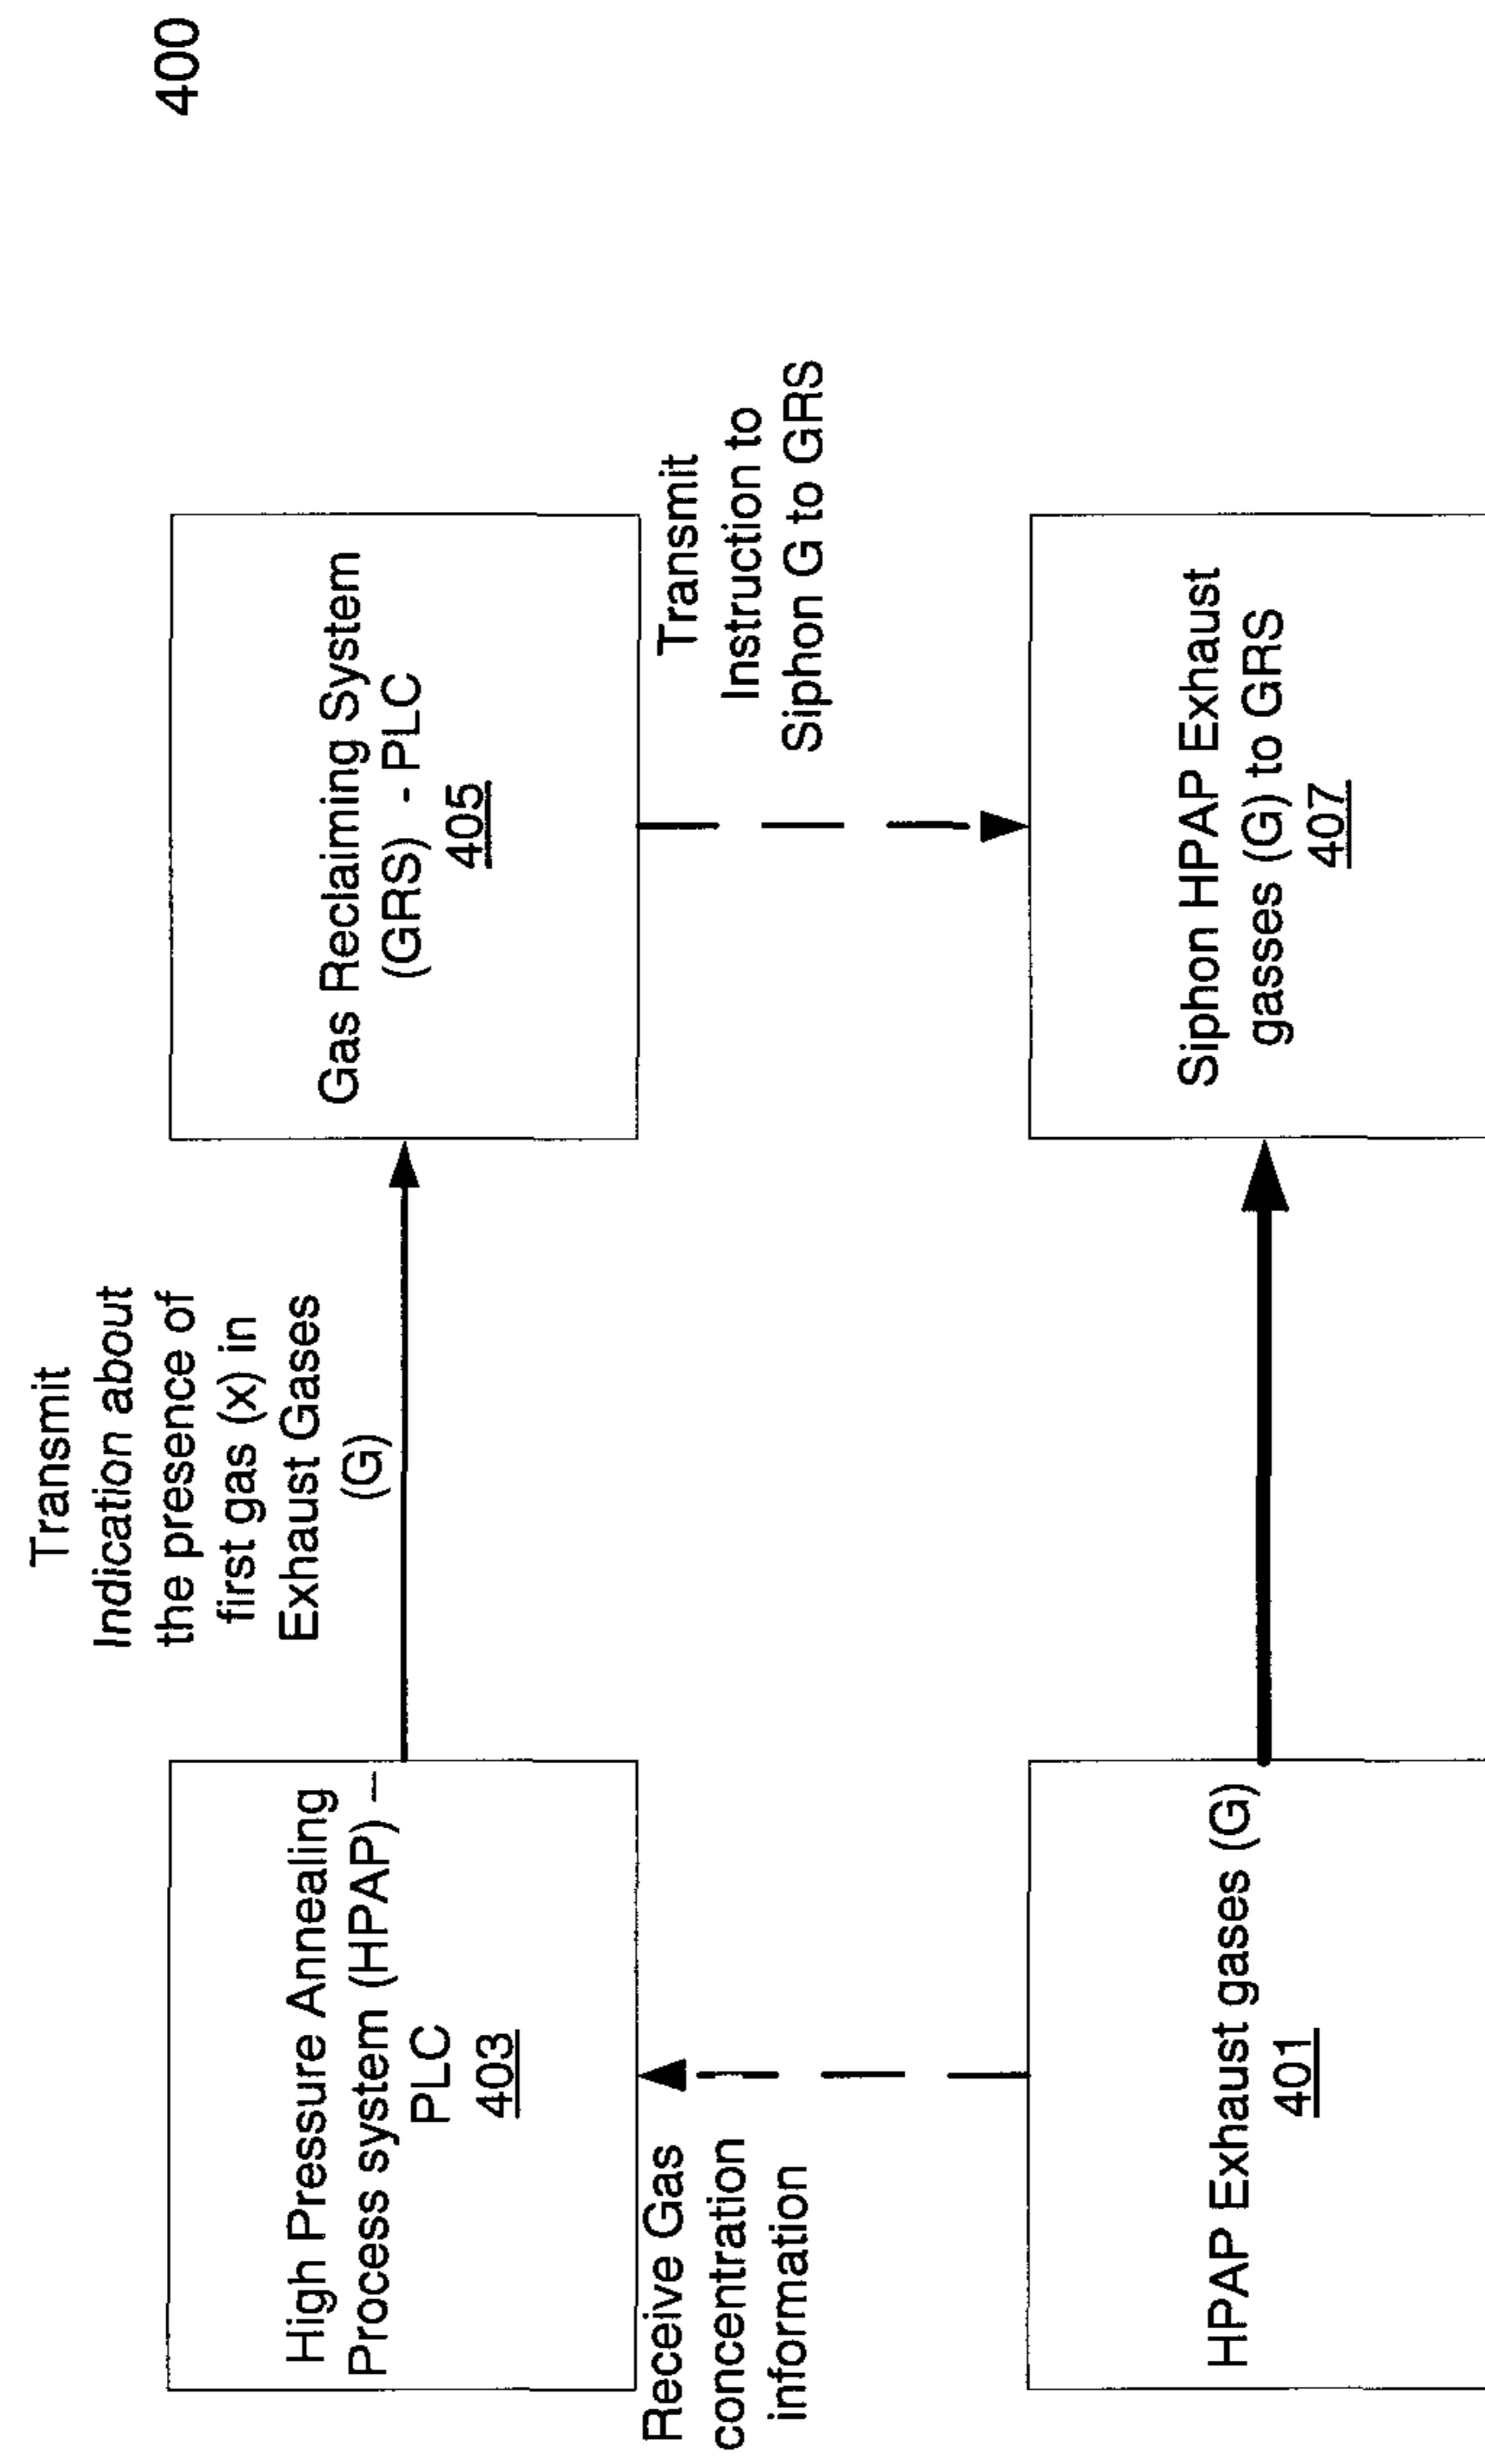 400
Transmit
Indication about
the presence of
first gas (x) in
Exhaust Gases
(G)
High Pressure Annealing
Process system (HPAP) –
PLC
403
Gas Reclaiming System
(GRS) - PLC
405
Receive Gas
concentration
information
Transmit
Instruction to
Siphon G to GRS
HPAP Exhaust gases (G)
401
Siphon HPAP Exhaust
gasses (G) to GRS
407